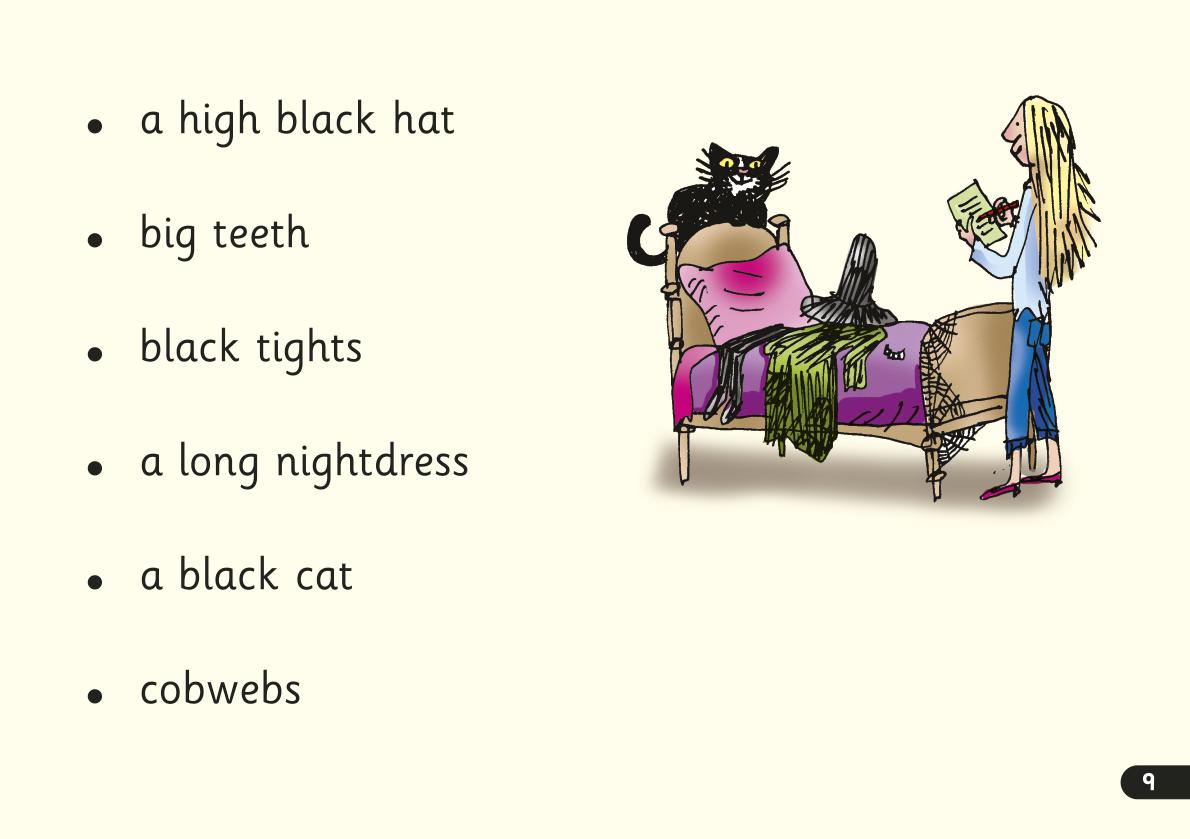 • a high black hat
• big teeth
• black tights
• a long nightdress
• a black cat
• cobwebs
9